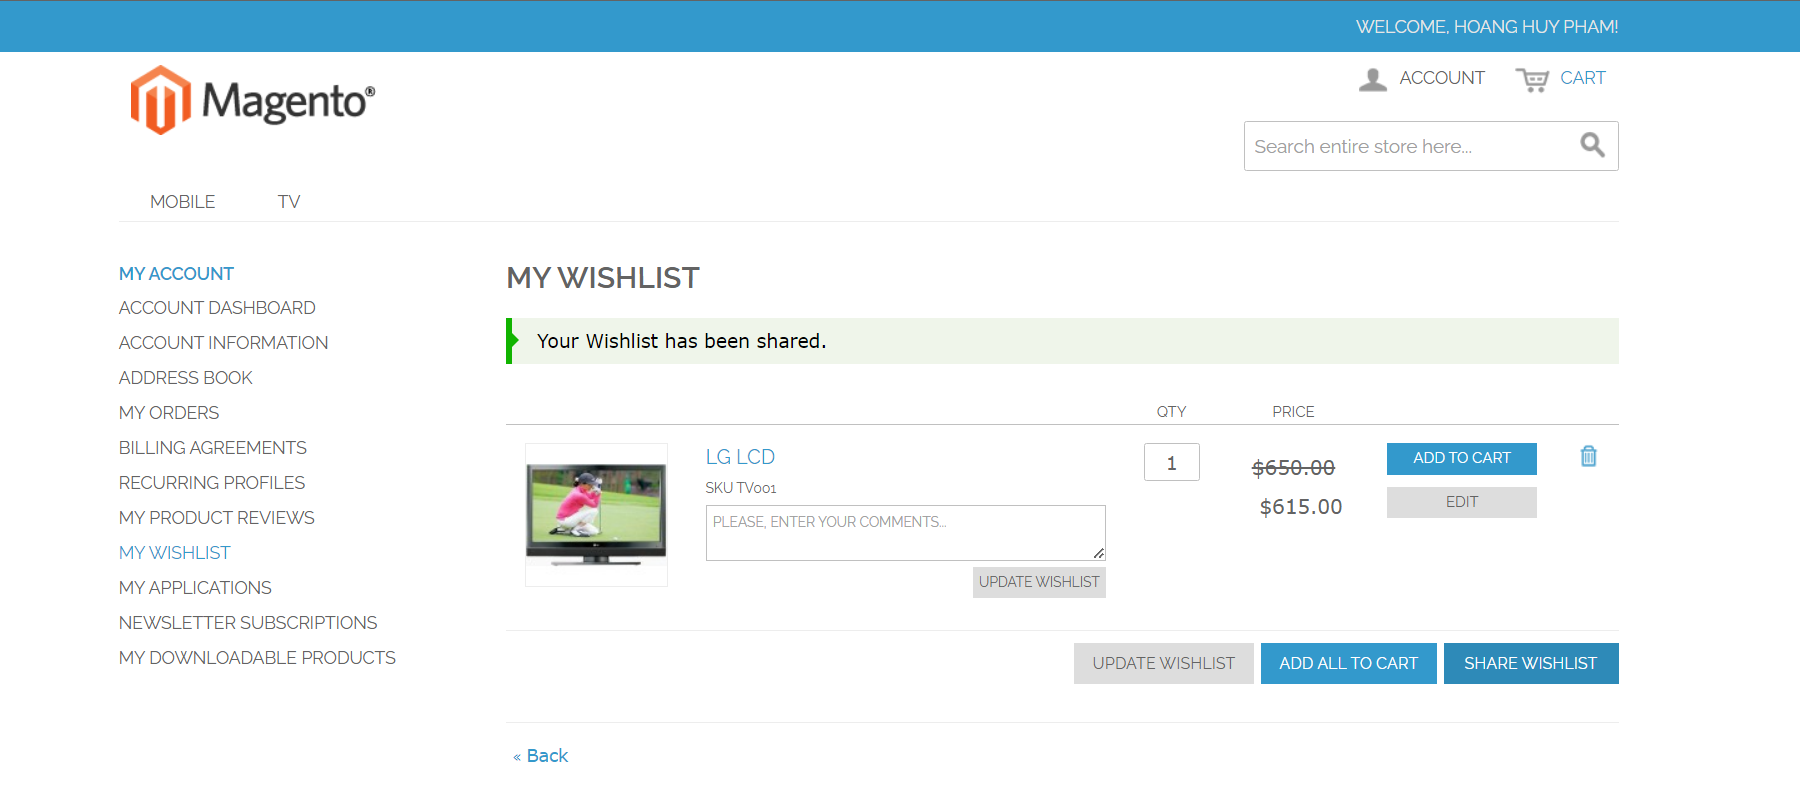 WELCOME, HOANG HUY PHAM!
Magento®
ACCOUNT
CART
Search entire store here...
MOBILE
TV
MY ACCOUNT
ACCOUNT DASHBOARD
ACCOUNT INFORMATION
ADDRESS BOOK
MY ORDERS
BILLING AGREEMENTS
RECURRING PROFILES
MY PRODUCT REVIEWS
MY WISHLIST
MY APPLICATIONS
NEWSLETTER SUBSCRIPTIONS
MY DOWNLOADABLE PRODUCTS
MY WISHLIST
Your Wishlist has been shared.
QTY
PRICE
LG LCD
SKU TV001
PLEASE, ENTER YOUR COMMENTS...
UPDATE WISHLIST
1
$650.00
$615.00
ADD TO CART
EDIT
UPDATE WISHLIST
ADD ALL TO CART
SHARE WISHLIST
« Back